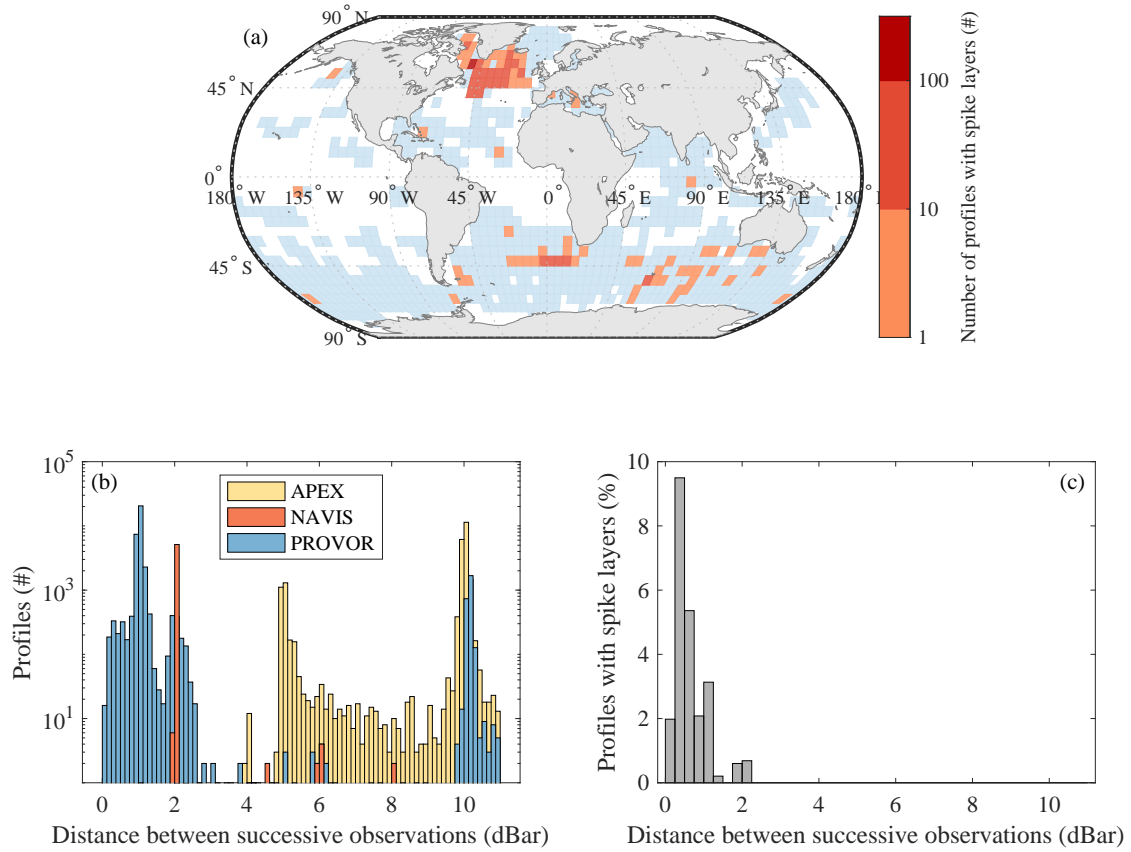 (a)
90° N
45° N
0°
180° W 135° W 90° W 45° W 0° 45° E 90° E 135° E 180°
45° S
90° S
100
10
1
Number of profiles with spike layers (#)
(b)
10^5
10^3
10^1
Profiles (#)
APEX
NAVIS
PROVOR
0 2 4 6 8 10
Distance between successive observations (dBar)
(c)
10
8
6
4
2
0
Profiles with spike layers (%)
0 2 4 6 8 10
Distance between successive observations (dBar)